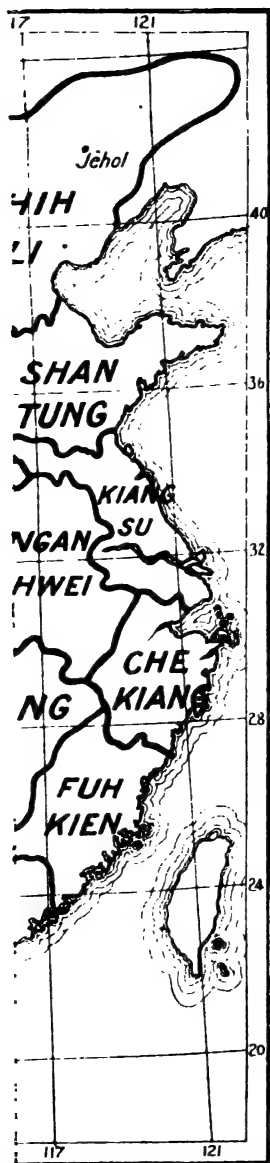 17 121
Jêhol
HIH
LI
40
SHAN
TUNG
36
KIANG
SU
NGAN
HWEI
32
CHE
KIANG
NG
28
FUH
KIEN
24
20
117 121